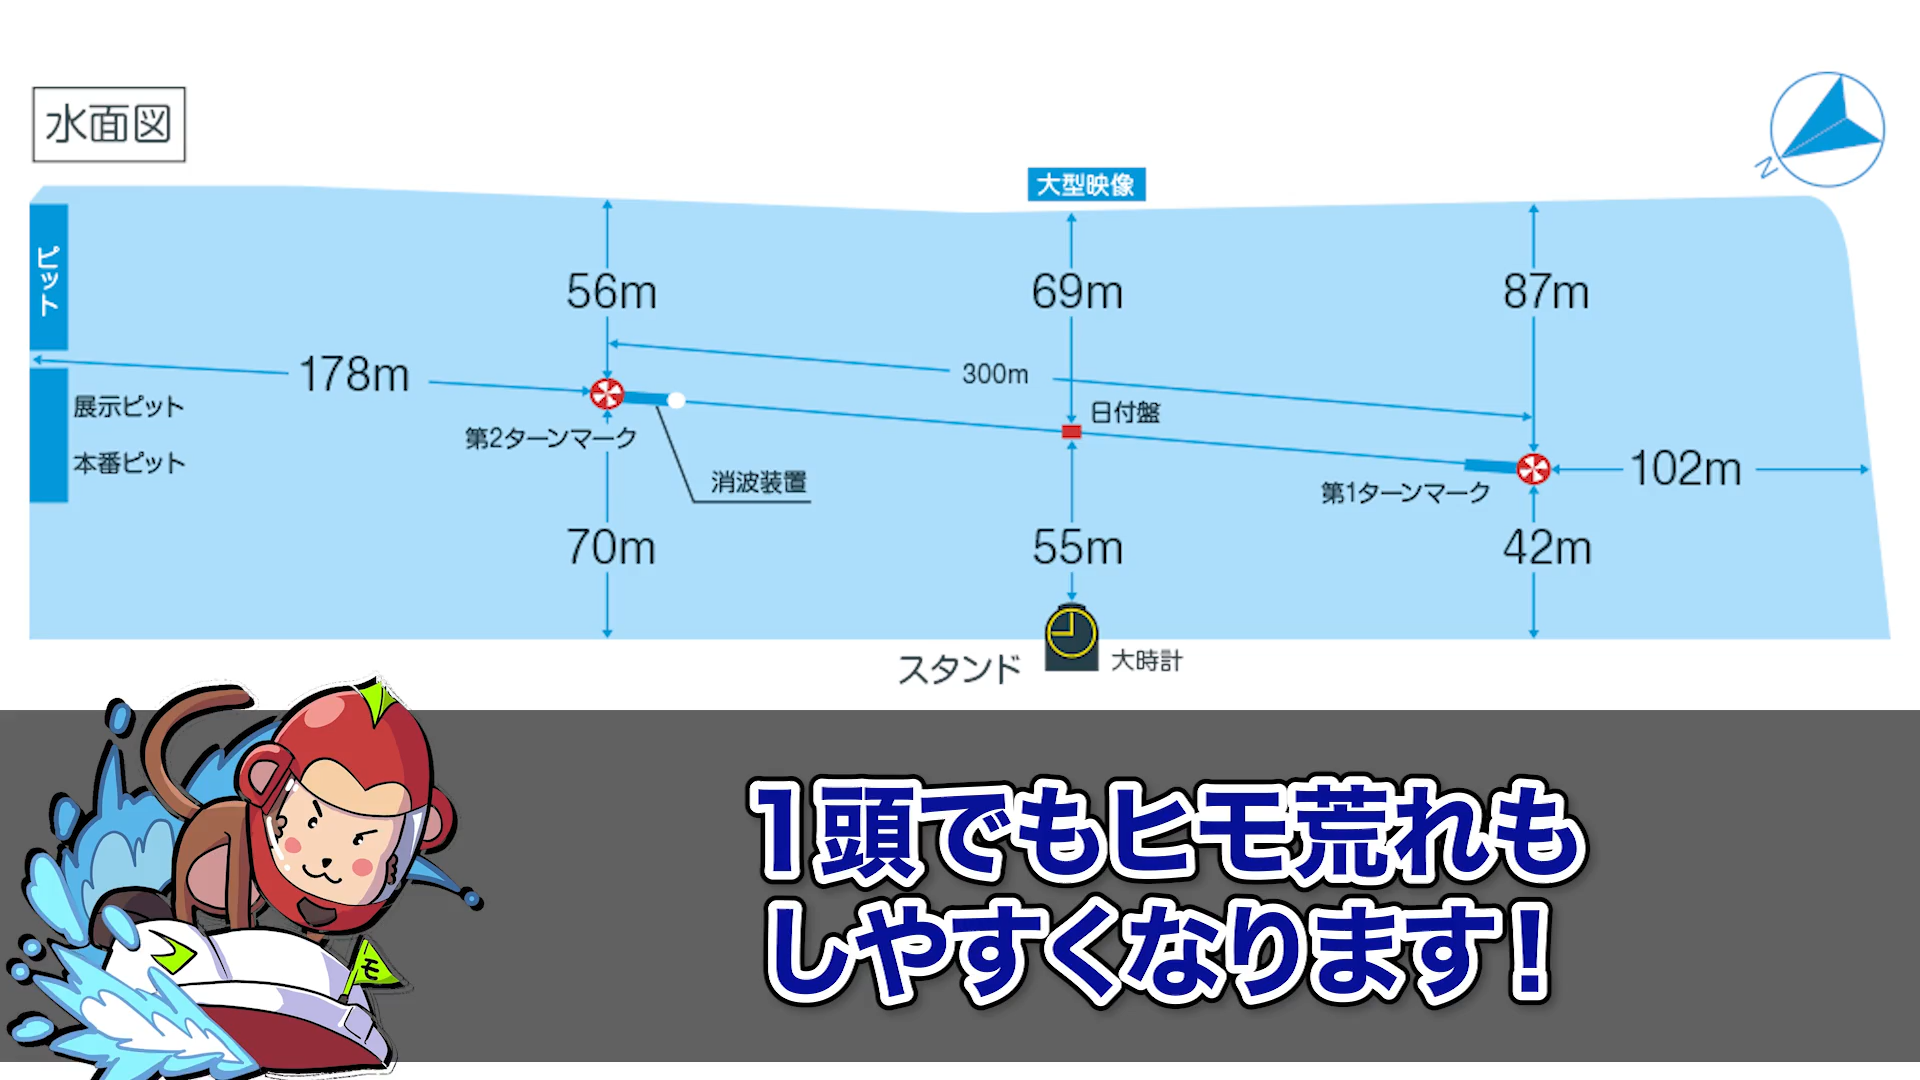 水面図
Z
大型映像
ピット
56m
69m
87m
178m
300m
展示ピット
日付盤
第2ターンマーク
102m
本番ピット
消波装置
第1ターンマーク
70m
55m
42m
スタンド
大時計
1頭でもヒモ荒れも
しやすくなります!
モ